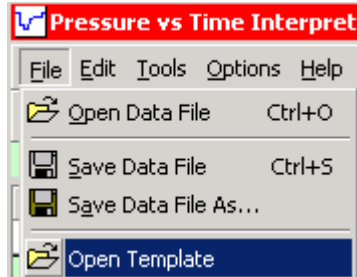 Pressure vs Time Interpret
File Edit Tools Options Help
Open Data File Ctrl+O
Save Data File Ctrl+S
Save Data File As...
Open Template